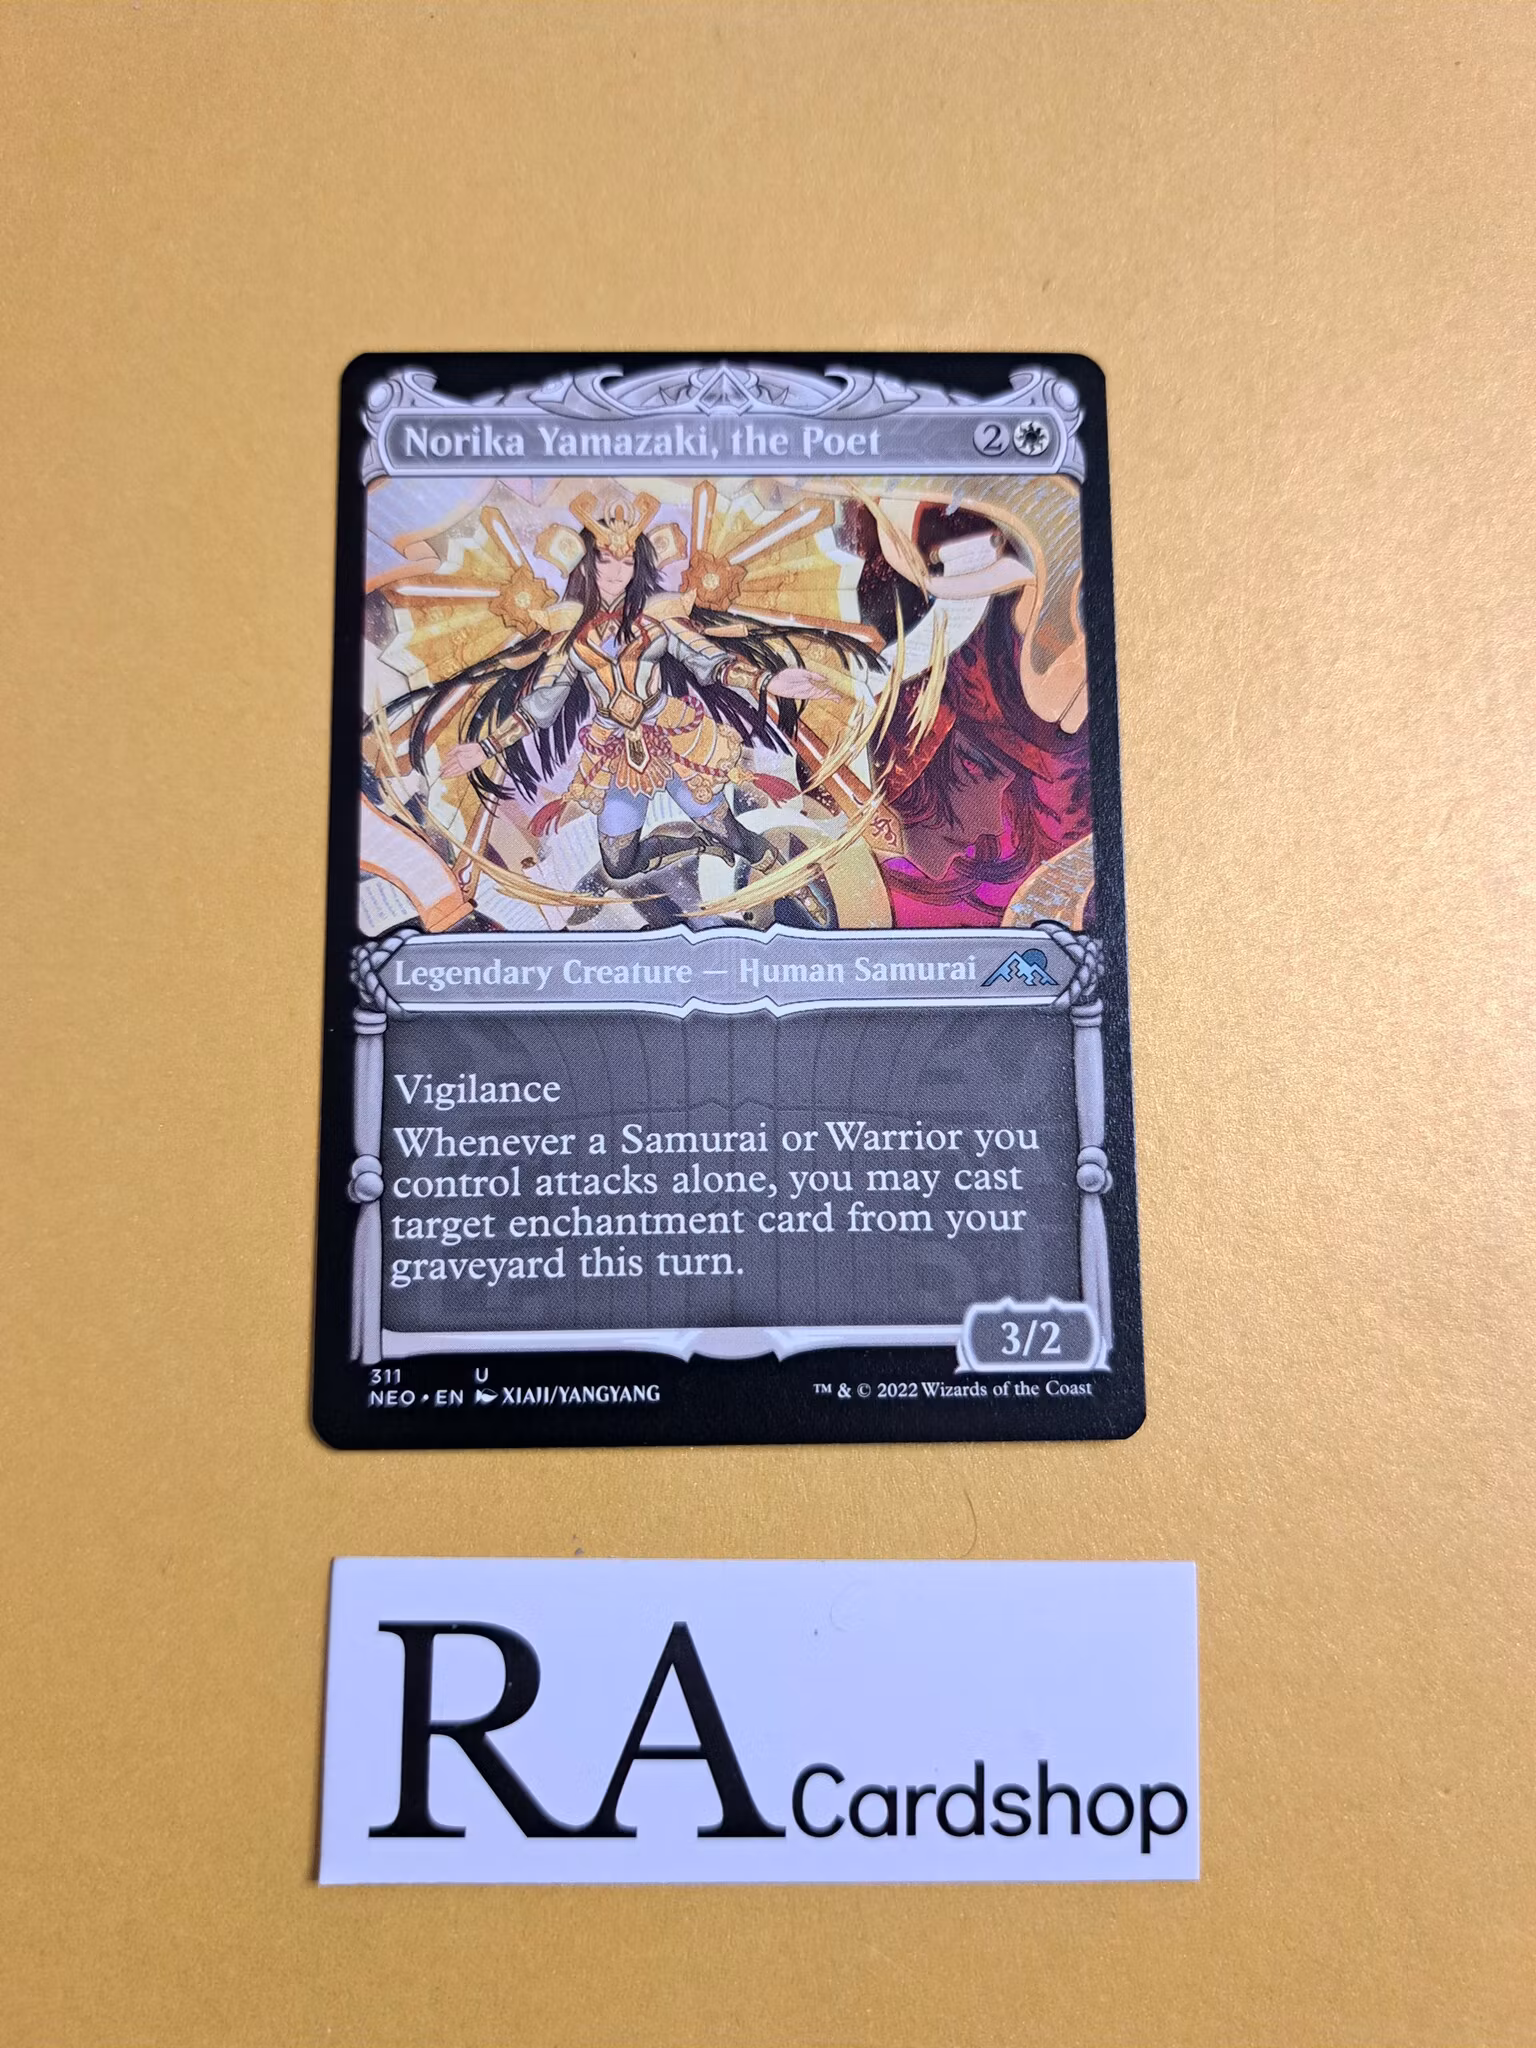 Norika Yamazaki, the Poet 2
Legendary Creature — Human Samurai
Vigilance
Whenever a Samurai or Warrior you
control attacks alone, you may cast
target enchantment card from your
graveyard this turn.
3/2
311 U
NEO • EN XIAJI/YANGYANG
™ & © 2022 Wizards of the Coast
RA Cardshop